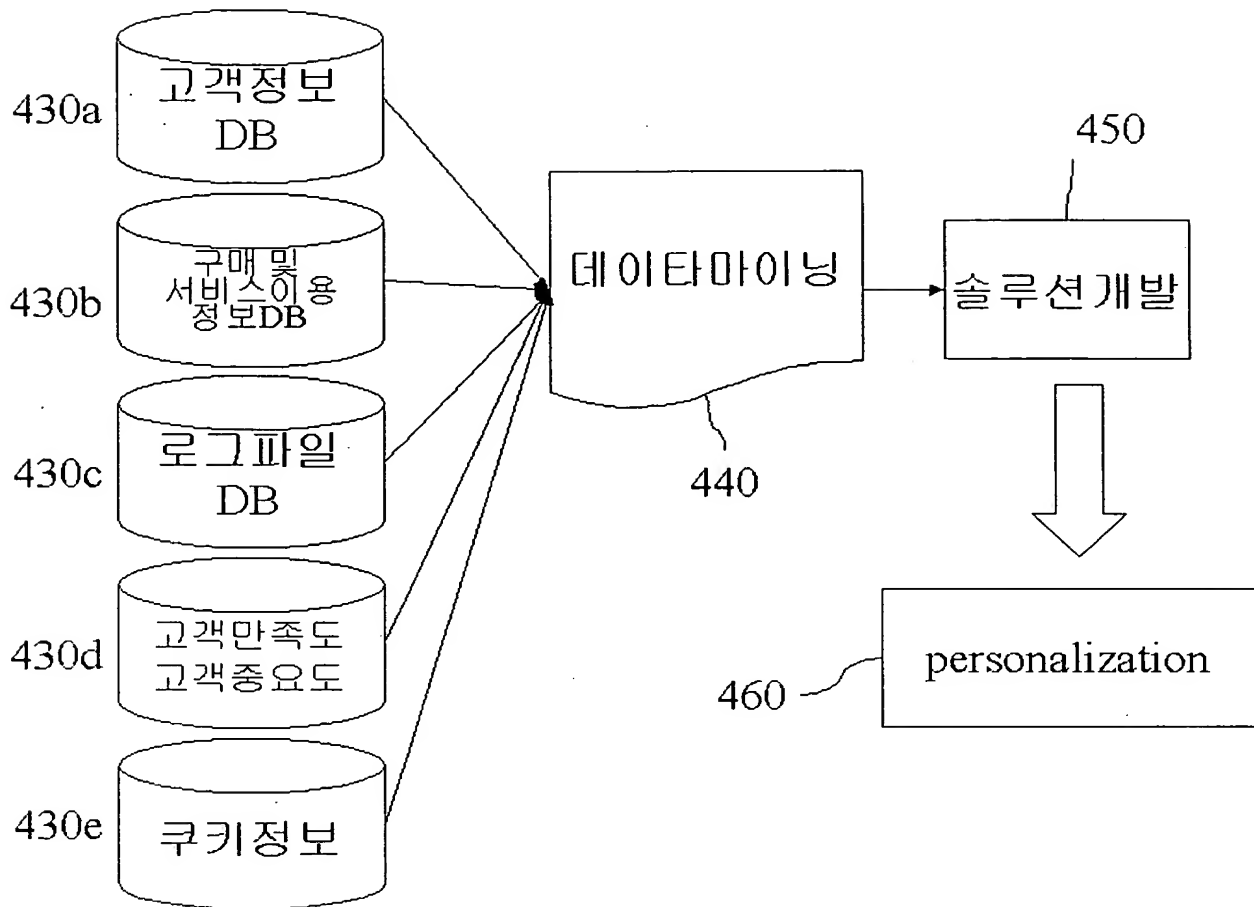 430a
고객정보
DB
430b
구매 및
서비스이용
정보DB
430c
로그파일
DB
430d
고객만족도
고객중요도
430e
쿠키정보
데이타마이닝
440
450
솔루션개발
460
personalization